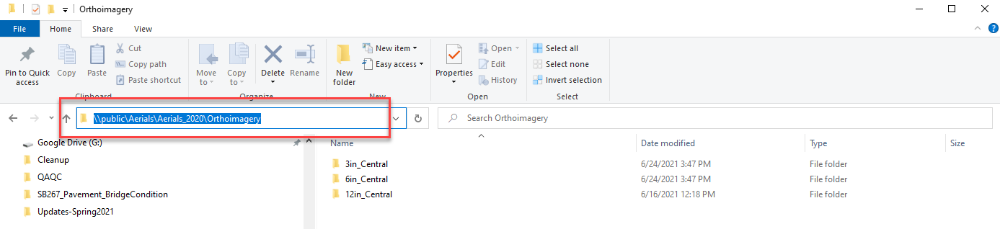 Orthoimagery
File Home Share View
Pin to Quick access
Copy
Paste
Cut
Copy path
Paste shortcut
Clipboard
Move to
Copy to
Delete
Rename
Organize
New folder
New item
Easy access
New
Properties
Open
Edit
History
Open
Select all
Select none
Invert selection
Select
\\public\Aerials\Aerials_2020\Orthoimagery
Search Orthoimagery
Google Drive (G:)
Cleanup
QAQC
SB267_Pavement_BridgeCondition
Updates-Spring2021
Name Date modified Type Size
3in_Central 6/24/2021 3:47 PM File folder
6in_Central 6/24/2021 3:47 PM File folder
12in_Central 6/16/2021 12:18 PM File folder